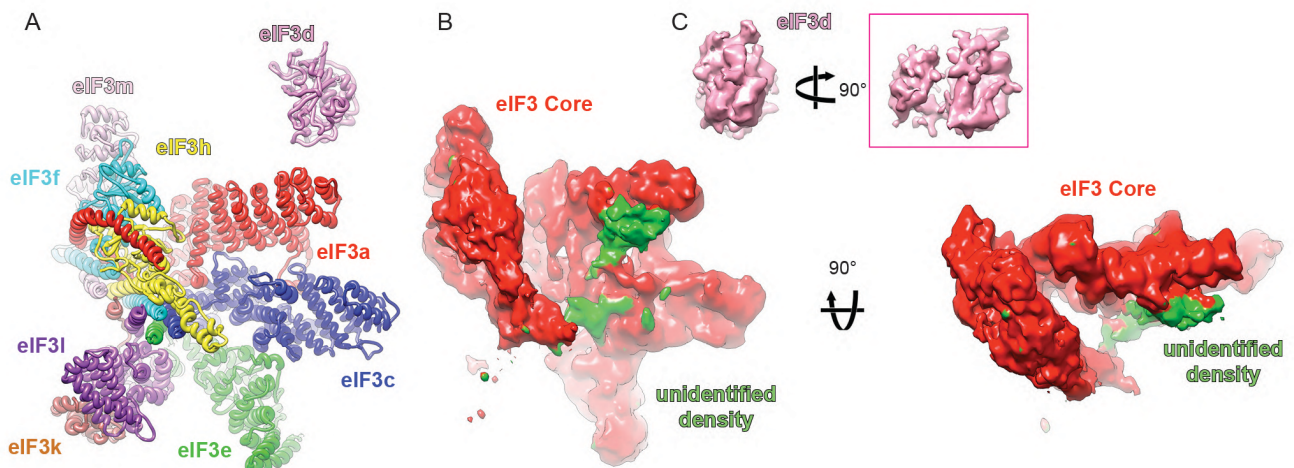 A
eIF3d
eIF3m
eIF3h
eIF3f
eIF3a
eIF3l
eIF3c
eIF3k
eIF3e
B
eIF3 Core
unidentified
density
C
eIF3d
90°
90°
eIF3 Core
unidentified
density